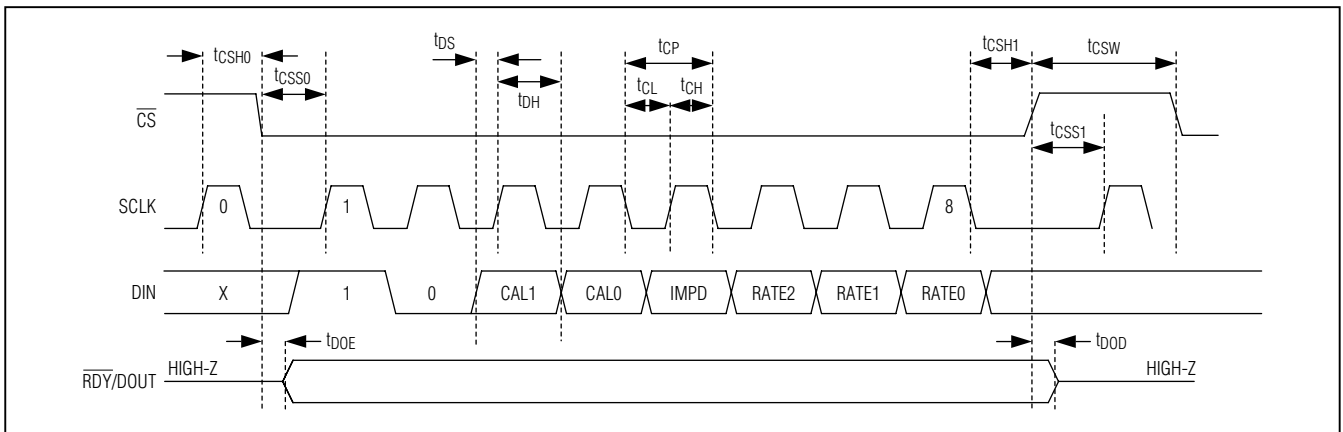 tCSH0 tDS tCP tCSH1 tCSW
tCSS0 tCL tCH
tDH
CS tCSS1
SCLK 0 1 8
DIN X 1 0 CAL1 CAL0 IMPD RATE2 RATE1 RATE0
tDOE tDOD
RDY/DOUT HIGH-Z HIGH-Z